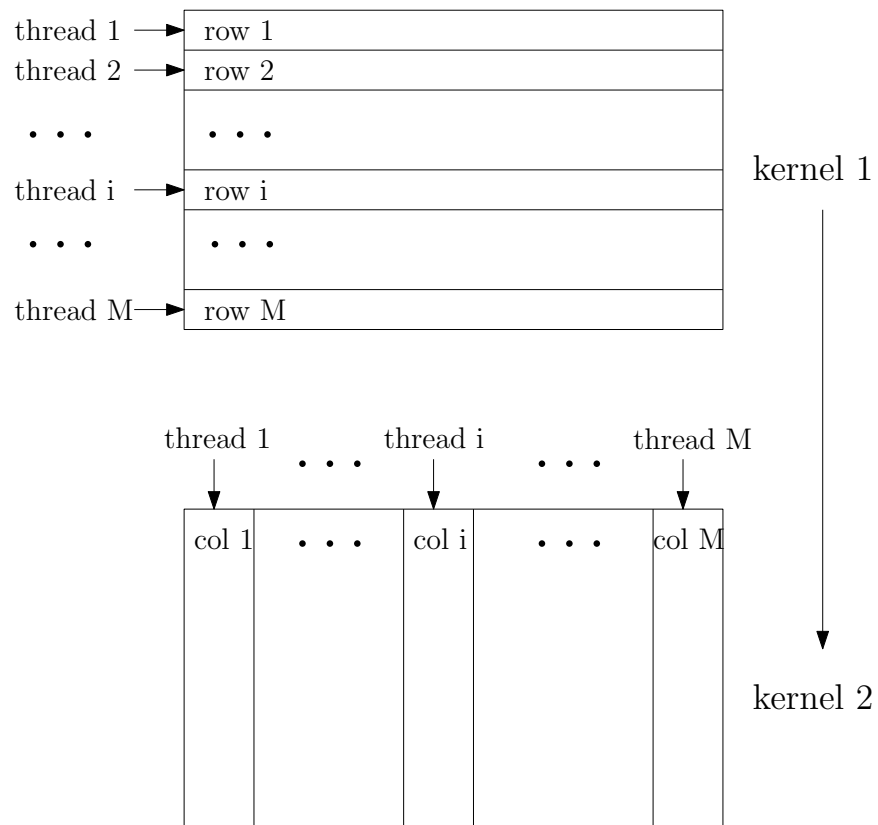 thread 1 row 1
thread 2 row 2
• • • • • •
thread i row i
• • • • • •
thread M row M
kernel 1
thread 1 • • • thread i • • • thread M
col 1 • • • col i • • • col M
kernel 2